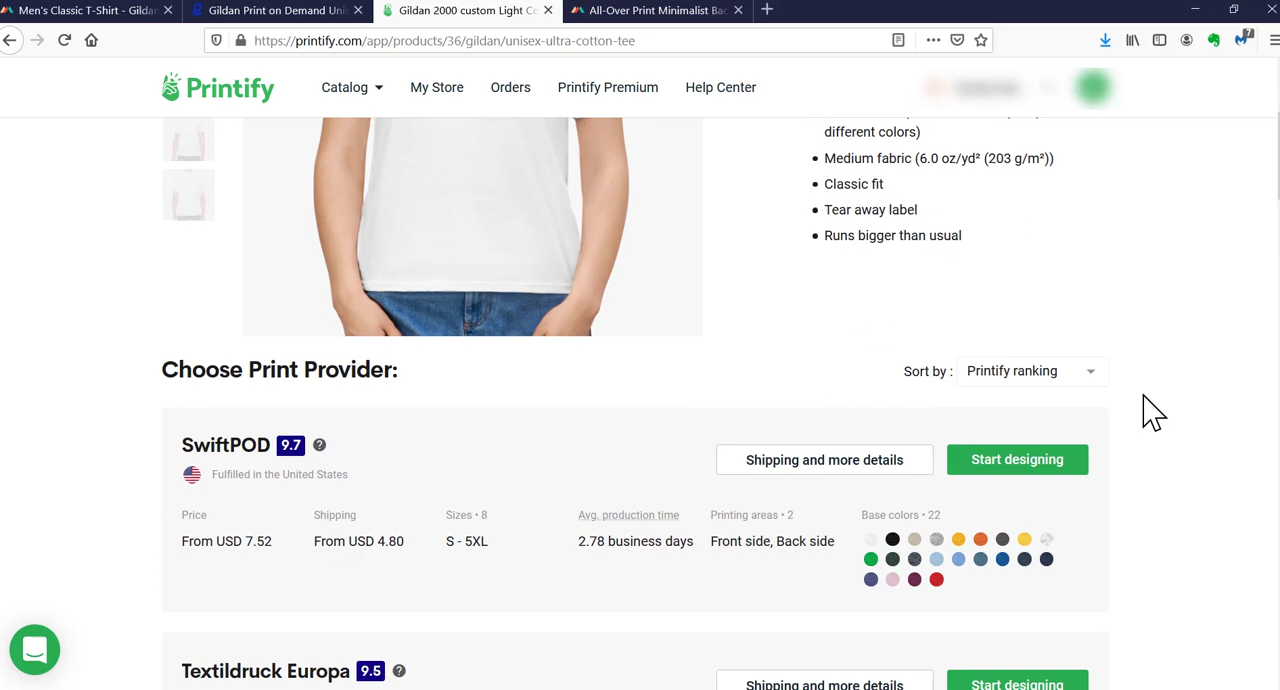 Men's Classic T-Shirt - Gildan
Gildan Print on Demand Uni
Gildan 2000 custom Light Co
All-Over Print Minimalist Bac
https://printify.com/app/products/36/gildan/unisex-ultra-cotton-tee
7
Printify
Catalog
My Store
Orders
Printify Premium
Help Center
different colors)
Medium fabric (6.0 oz/yd² (203 g/m²))
Classic fit
Tear away label
Runs bigger than usual
Choose Print Provider:
Sort by :
Printify ranking
SwiftPOD 9.7 ?
Fulfilled in the United States
Shipping and more details
Start designing
Price
Shipping
Sizes • 8
Avg. production time
Printing areas • 2
Base colors • 22
From USD 7.52
From USD 4.80
S - 5XL
2.78 business days
Front side, Back side
Textildruck Europa 9.5 ?
Shipping and more details
Start designing